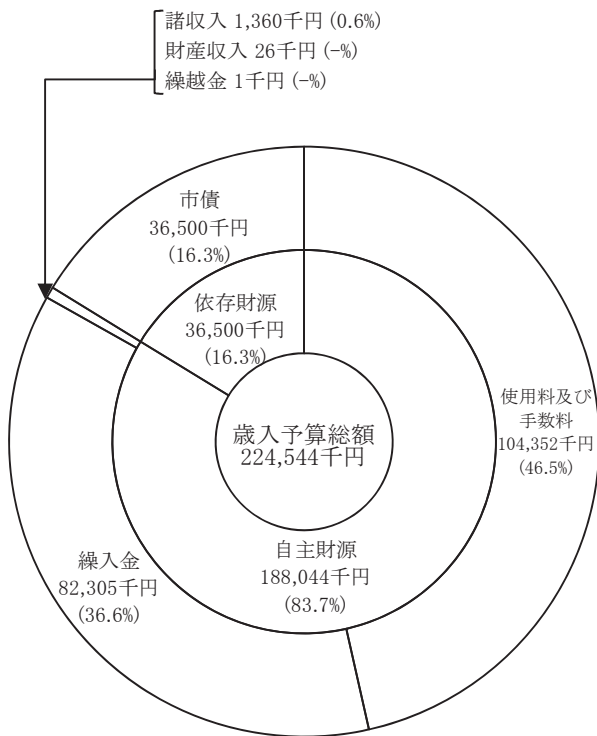 諸収入 1,360千円 (0.6%)
財産収入 26千円 (-%)
繰越金 1千円 (-%)
市債
36,500千円
(16.3%)
依存財源
36,500千円
(16.3%)
使用料及び
手数料
104,352千円
(46.5%)
歳入予算総額
224,544千円
自主財源
188,044千円
(83.7%)
繰入金
82,305千円
(36.6%)